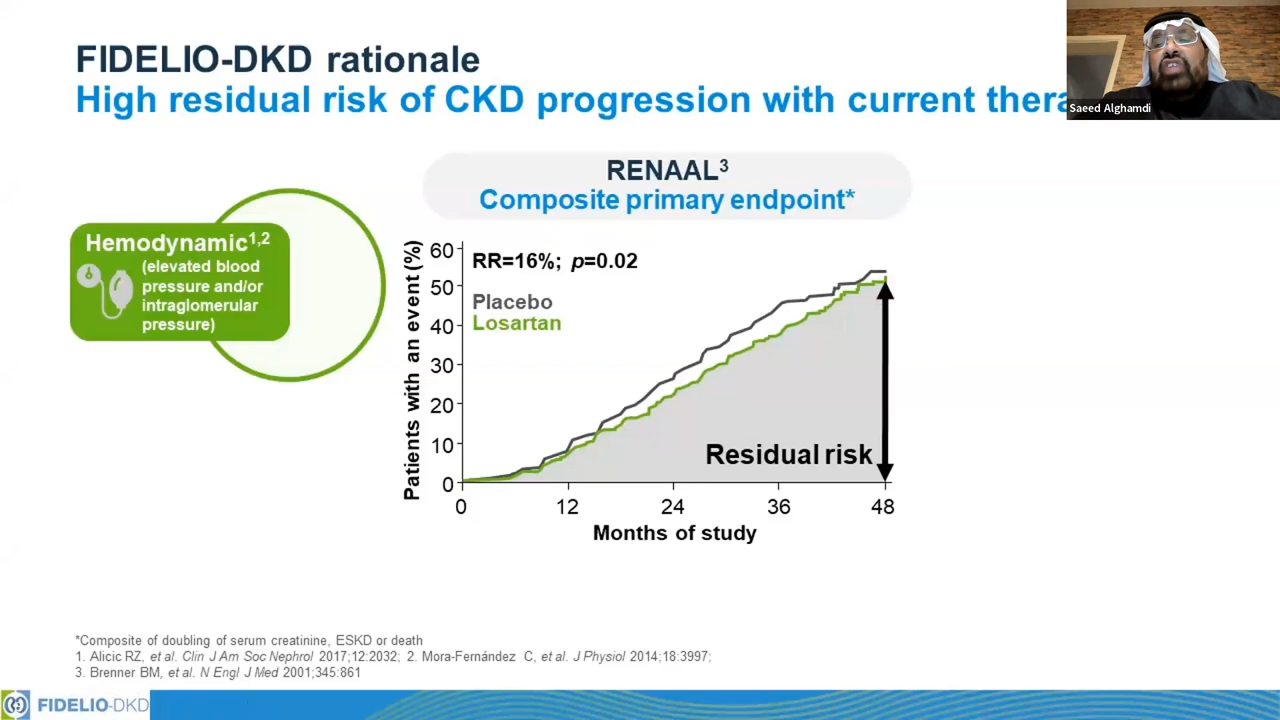 FIDELIO-DKD rationale
High residual risk of CKD progression with current thera
Saeed Alghamdi
RENAAL3
Composite primary endpoint*
Hemodynamic1,2
(elevated blood
pressure and/or
intraglomerular
pressure)
Patients with an event (%)
60
50
40
30
20
10
0
RR=16%; p=0.02
Placebo
Losartan
Residual risk
0 12 24 36 48
Months of study
*Composite of doubling of serum creatinine, ESKD or death
1. Alicic RZ, et al. Clin J Am Soc Nephrol 2017;12:2032; 2. Mora-Fernández C, et al. J Physiol 2014;18:3997;
3. Brenner BM, et al. N Engl J Med 2001;345:861
FIDELIO-DKD